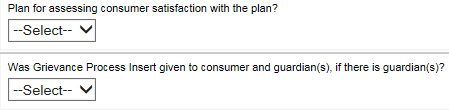 Plan for assessing consumer satisfaction with the plan?
--Select--
Was Grievance Process Insert given to consumer and guardian(s), if there is guardian(s)?
--Select--